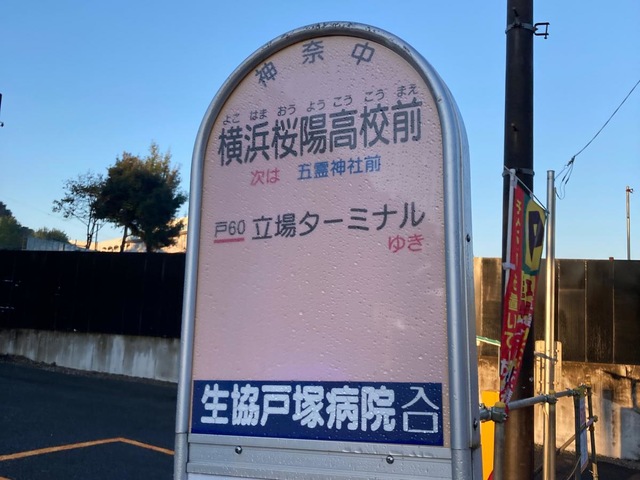 神奈中
よこ はま おう ようこう こう まえ
横浜桜陽高校前
次は 五霊神社前
戸60 立場ターミナル
ゆき
生協戸塚病院入口